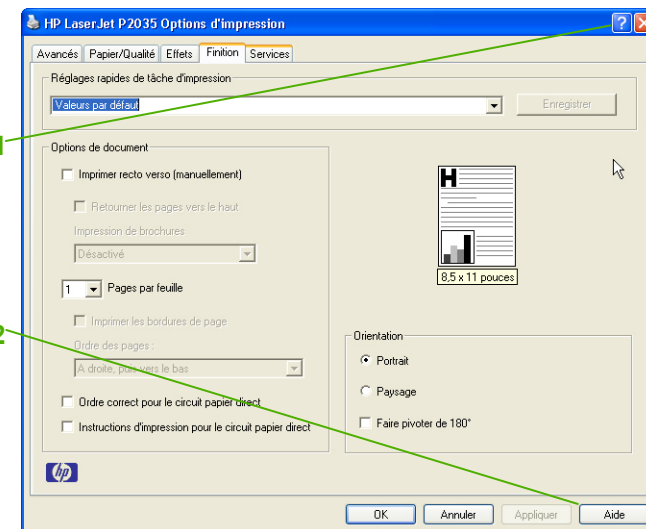 HP LaserJet P2035 Options d'impression
Avancés Papier/Qualité Effets Finition Services
Réglages rapides de tâche d'impression
Valeurs par défaut
Enregistrer
1
Options de document
Imprimer recto verso (manuellement)
Retourner les pages vers le haut
Impression de brochures
Désactivé
1 Pages par feuille
Imprimer les bordures de page
Ordre des pages :
A droite, puis vers le bas
Ordre correct pour le circuit papier direct
Instructions d'impression pour le circuit papier direct
H
8,5 x 11 pouces
2
Orientation
Portrait
Paysage
Faire pivoter de 180°
hp
OK Annuler Appliquer Aide